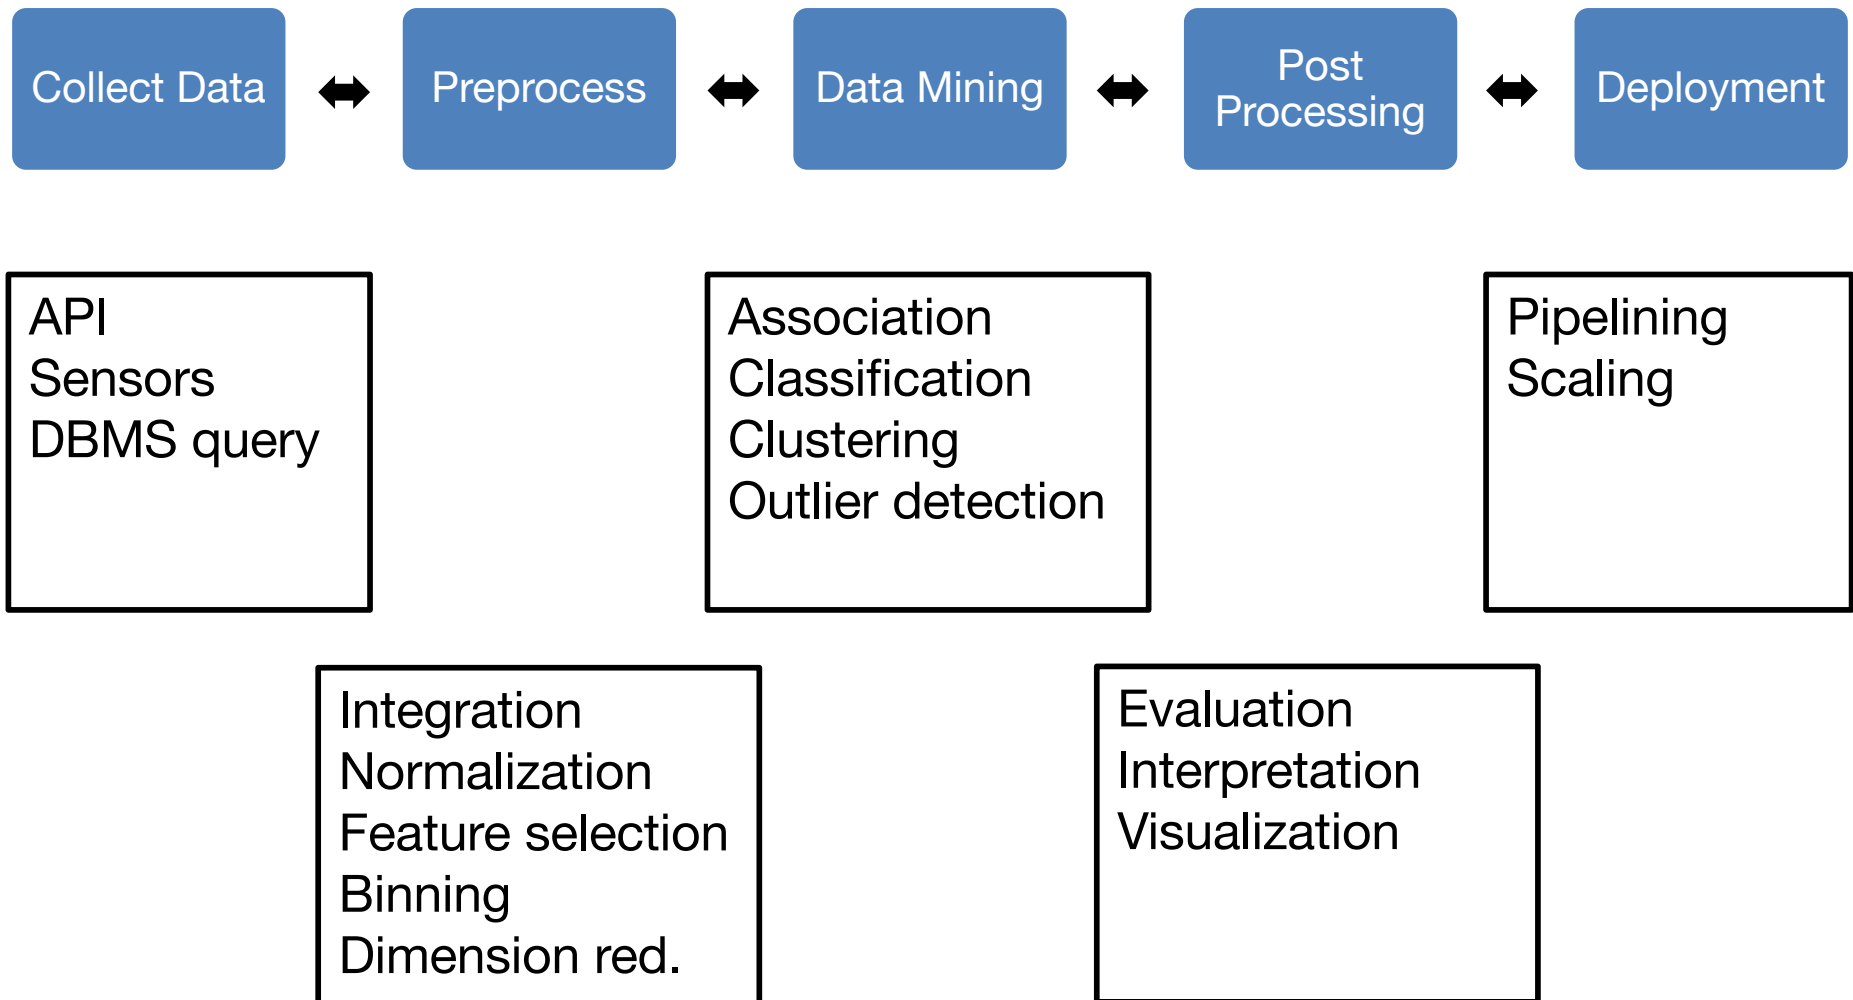 Collect Data
Preprocess
Data Mining
Post
Processing
Deployment
API
Sensors
DBMS query
Association
Classification
Clustering
Outlier detection
Pipelining
Scaling
Integration
Normalization
Feature selection
Binning
Dimension red.
Evaluation
Interpretation
Visualization